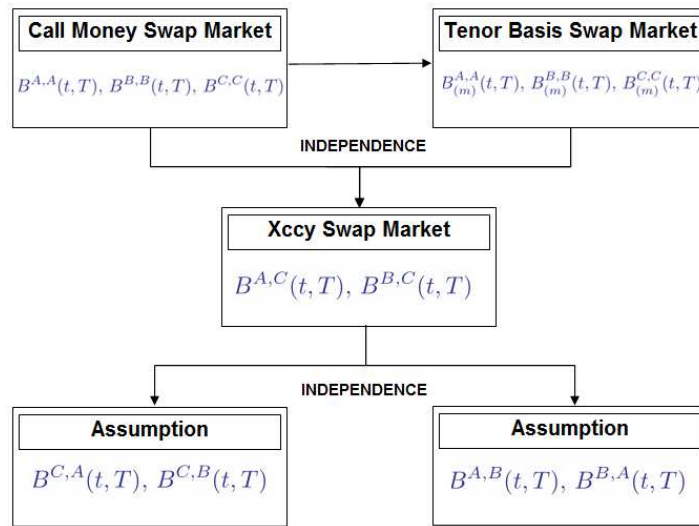 Call Money Swap Market
B^{A,A}(t,T), B^{B,B}(t,T), B^{C,C}(t,T)
Tenor Basis Swap Market
B^{A,A}_{(m)}(t,T), B^{B,B}_{(m)}(t,T), B^{C,C}_{(m)}(t,T)
INDEPENDENCE
Xccy Swap Market
B^{A,C}(t,T), B^{B,C}(t,T)
INDEPENDENCE
Assumption
B^{C,A}(t,T), B^{C,B}(t,T)
Assumption
B^{A,B}(t,T), B^{B,A}(t,T)